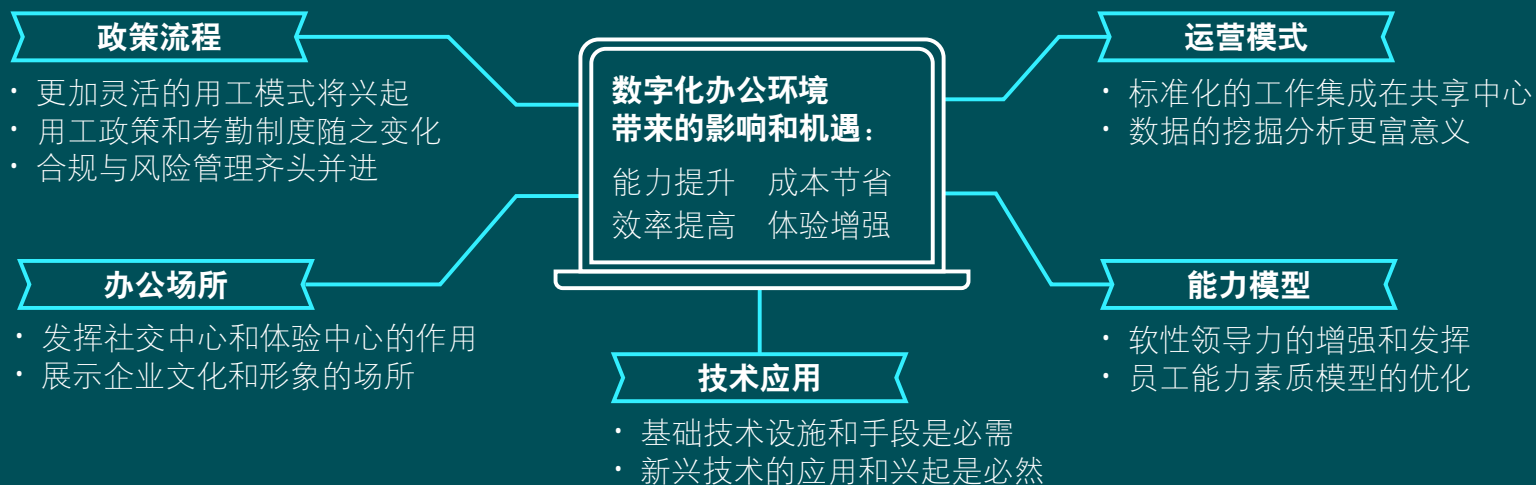 政策流程
· 更加灵活的用工模式将兴起
· 用工政策和考勤制度随之变化
· 合规与风险管理齐头并进
办公场所
· 发挥社交中心和体验中心的作用
· 展示企业文化和形象的场所
数字化办公环境
带来的影响和机遇：
能力提升 成本节省
效率提高 体验增强
技术应用
· 基础技术设施和手段是必需
· 新兴技术的应用和兴起是必然
运营模式
· 标准化的工作集成在共享中心
· 数据的挖掘分析更富意义
能力模型
· 软性领导力的增强和发挥
· 员工能力素质模型的优化